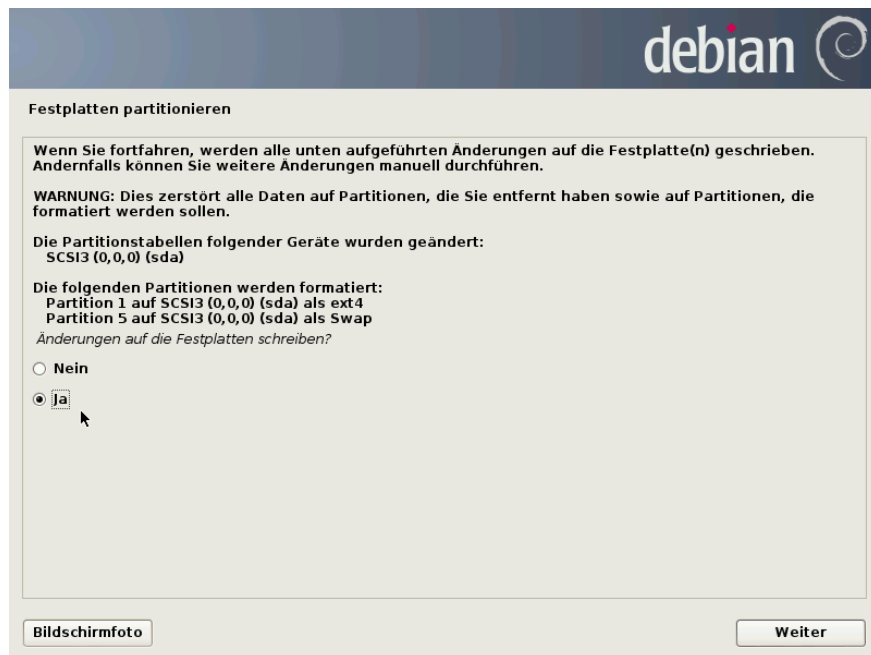 debian
Festplatten partitionieren
Wenn Sie fortfahren, werden alle unten aufgeführten Änderungen auf die Festplatte(n) geschrieben.
Andernfalls können Sie weitere Änderungen manuell durchführen.
WARNUNG: Dies zerstört alle Daten auf Partitionen, die Sie entfernt haben sowie auf Partitionen, die
formatiert werden sollen.
Die Partitionstabellen folgender Geräte wurden geändert:
SCSI3 (0,0,0) (sda)
Die folgenden Partitionen werden formatiert:
Partition 1 auf SCSI3 (0,0,0) (sda) als ext4
Partition 5 auf SCSI3 (0,0,0) (sda) als Swap
Änderungen auf die Festplatten schreiben?
Nein
Ja
Bildschirmfoto
Weiter